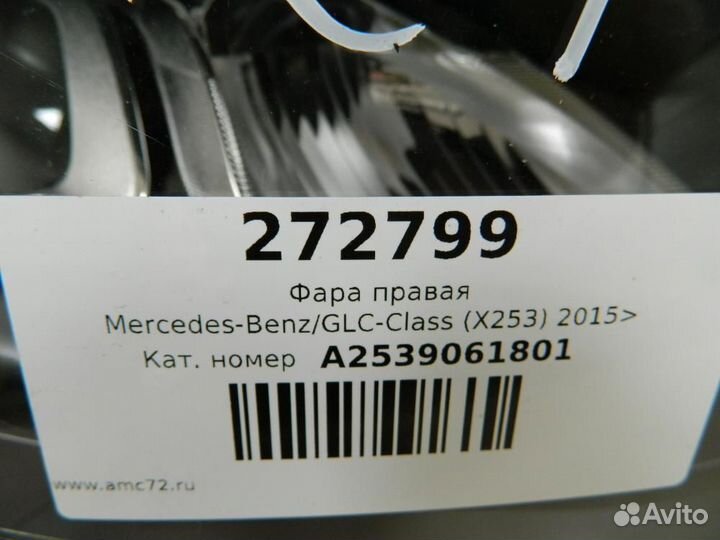 272799
Фара правая
Mercedes-Benz/GLC-Class (X253) 2015>
Кат. номер A2539061801
www.amc72.ru
Avito